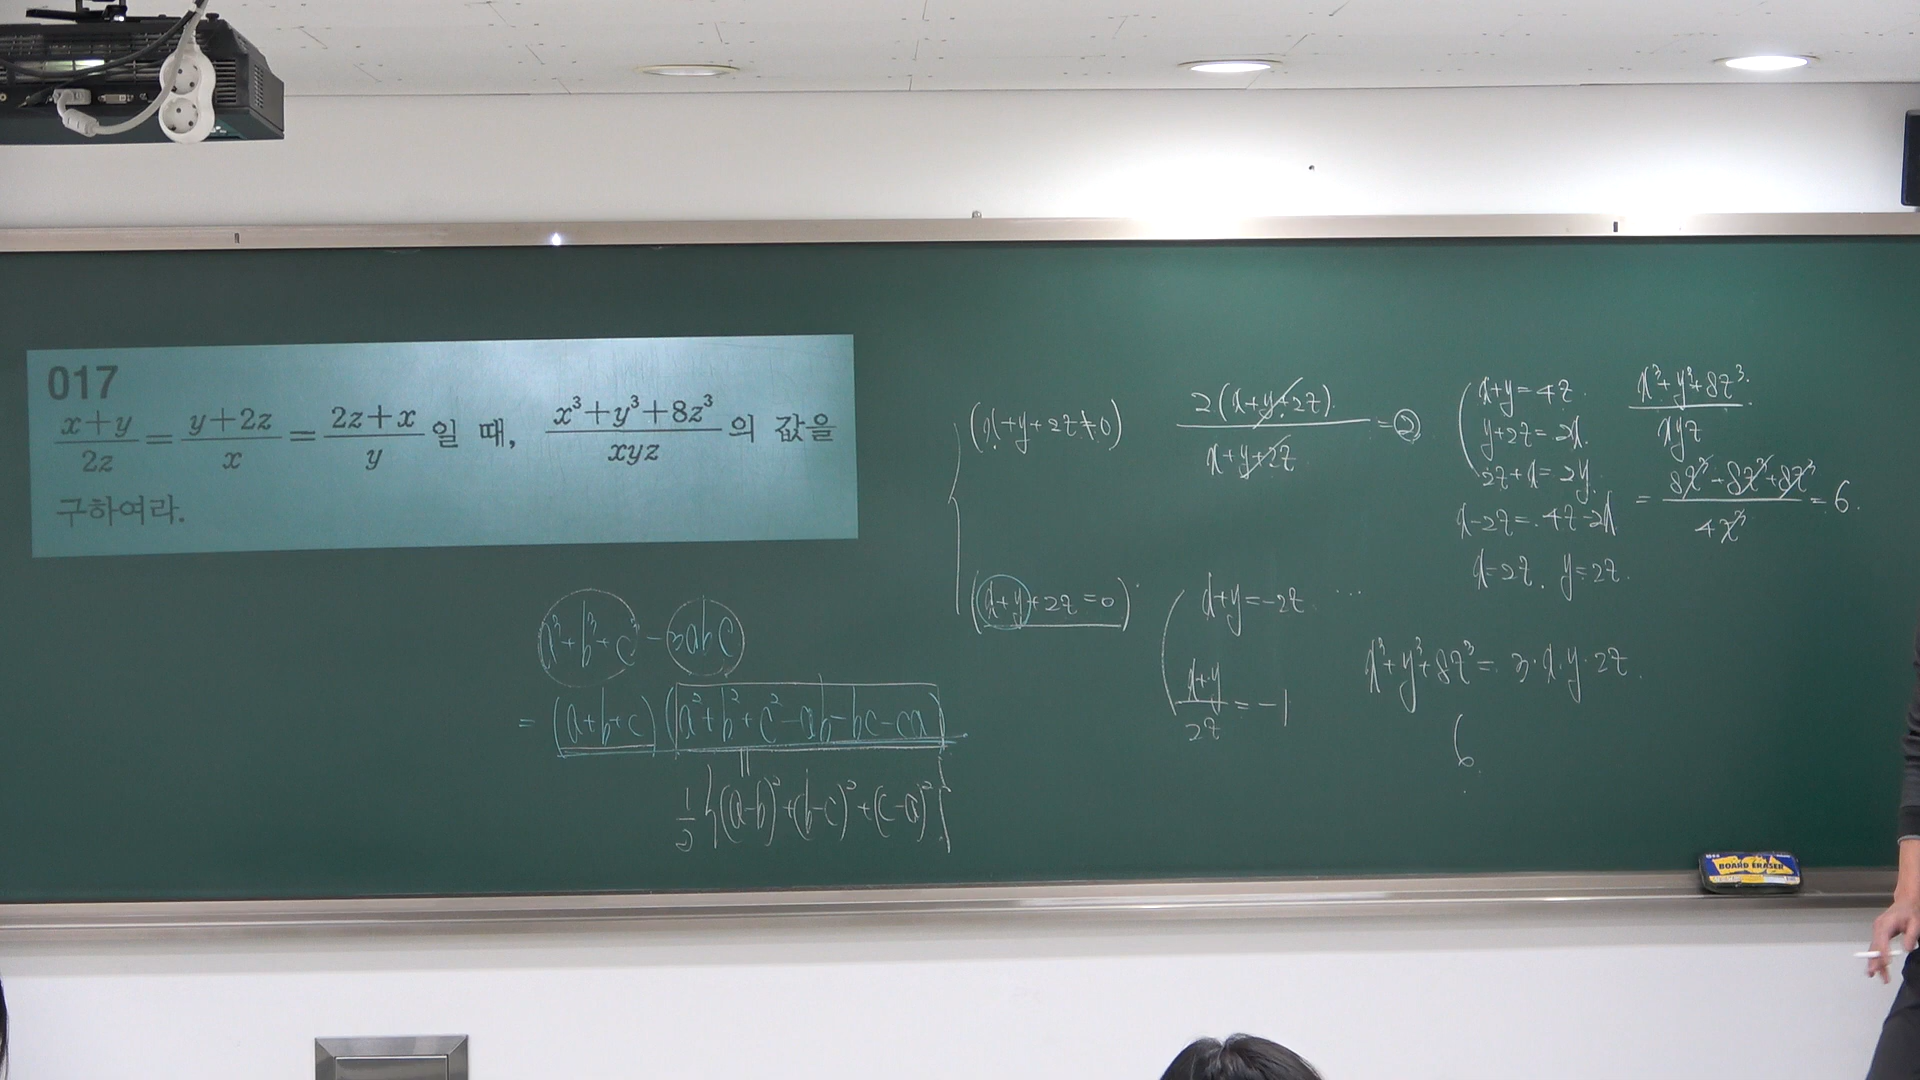 017
x+y/2z = y+2z/x = 2z+x/y 일 때, x³+y³+8z³/xyz 의 값을
구하여라.
a³+b³+c³-3abc
= (a+b+c)(a²+b²+c²-ab-bc-ca)
1/2{(a-b)²+(b-c)²+(c-a)²}
(x+y+2z≠0) 2(x+y+2z)/x+y+2z = 2
x+y=4z
y+2z=2x
2z+x=2y
x-2z=4z-2x
x=2z. y=2z.
x³+y³+8z³/xyz
= 8z³+8z³+8z³/4z³ = 6.
(x+y+2z=0) x+y=-2z ...
x+y/2z = -1
x³+y³+8z³=3·x·y·2z.
6.
BOARD ERASER